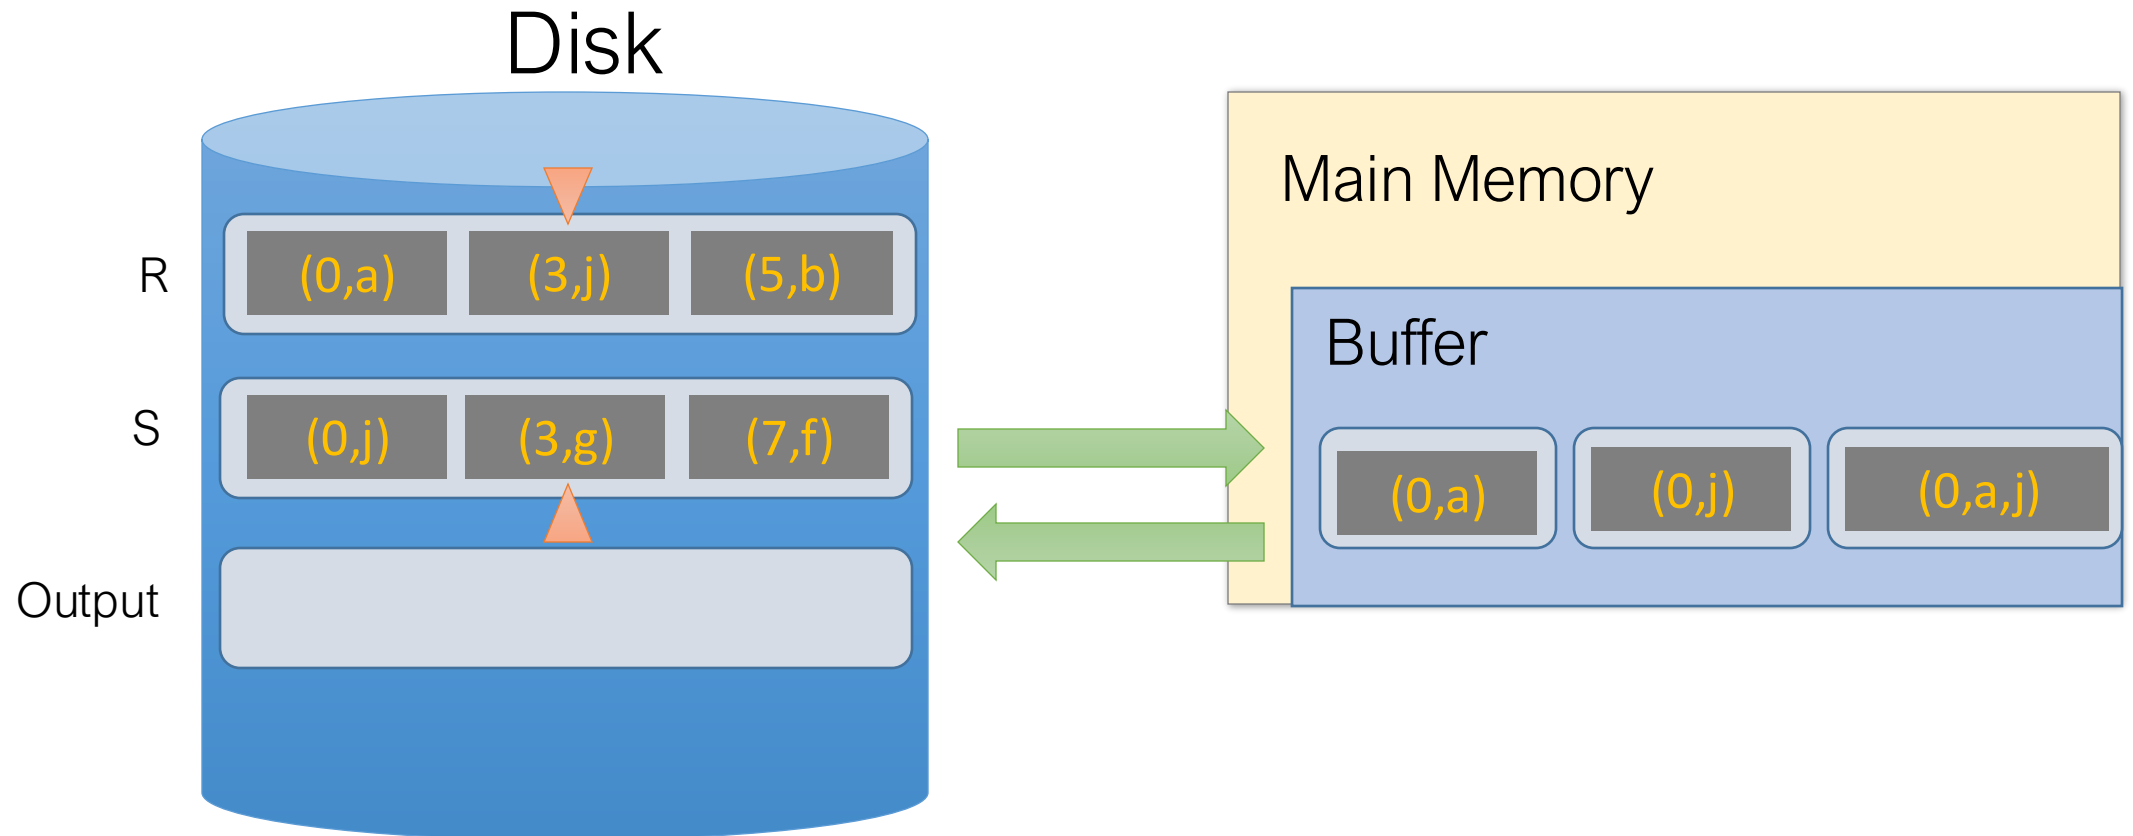 Disk
Main Memory
R
(0,a) (3,j) (5,b)
Buffer
S
(0,j) (3,g) (7,f)
(0,a) (0,j) (0,a,j)
Output